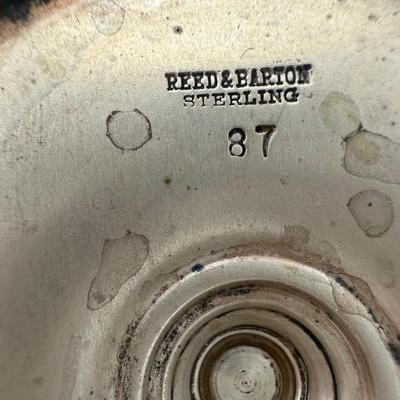 REED & BARTON
STERLING
87